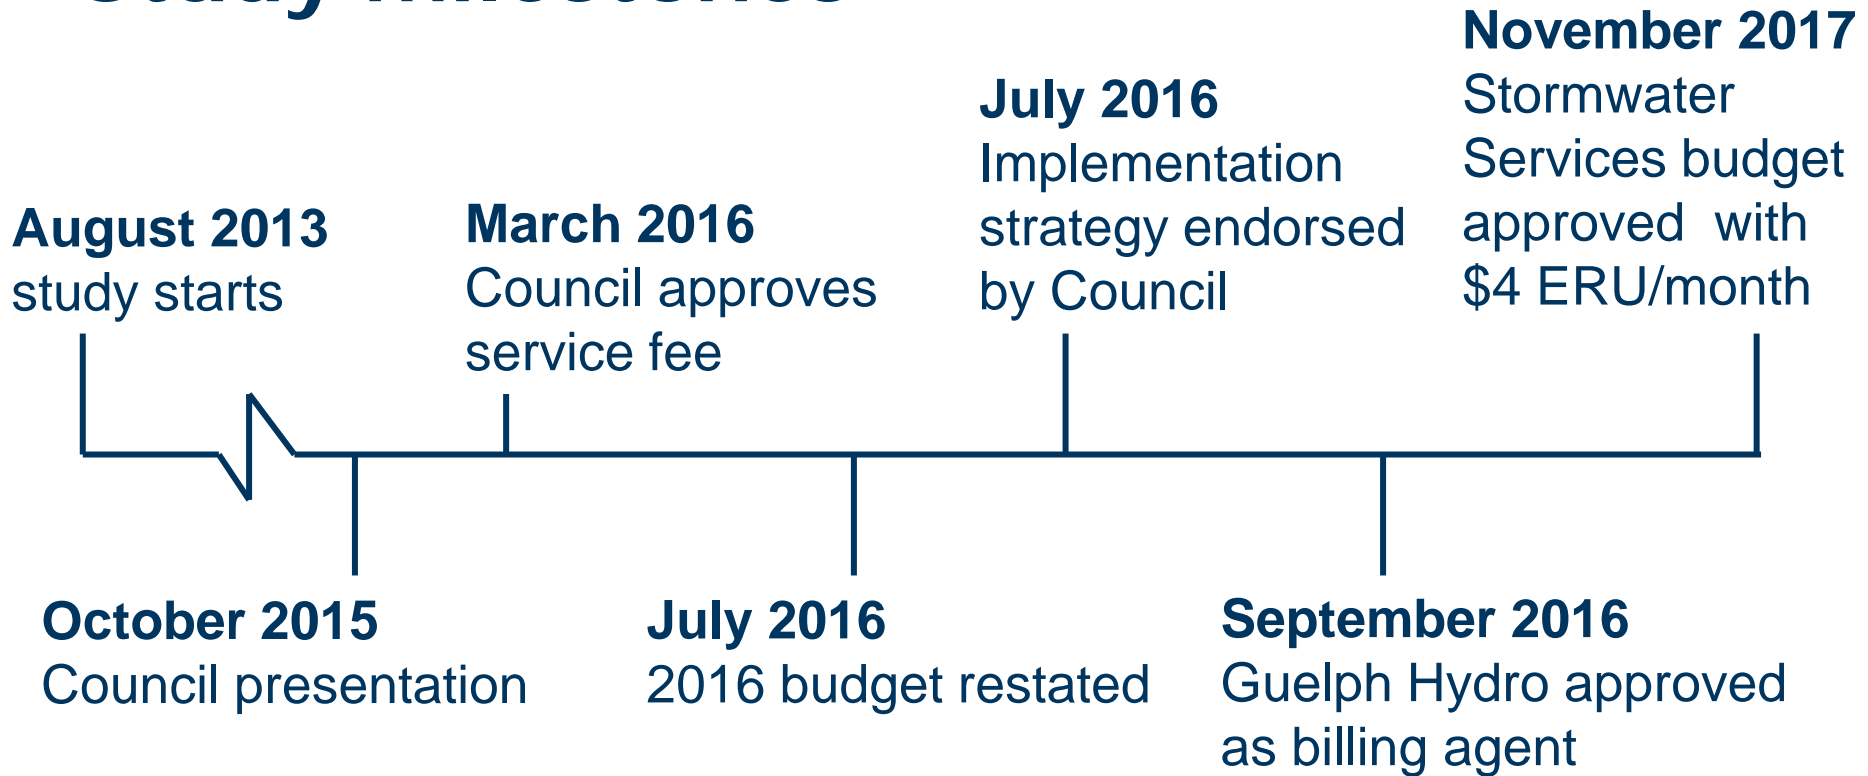 Study Milestones
November 2017
Stormwater
Services budget
approved  with
$4 ERU/month
July 2016
Implementation
strategy endorsed
by Council
March 2016
Council approves
service fee
August 2013
study starts
October 2015
Council presentation
July 2016
2016 budget restated
September 2016
Guelph Hydro approved
as billing agent